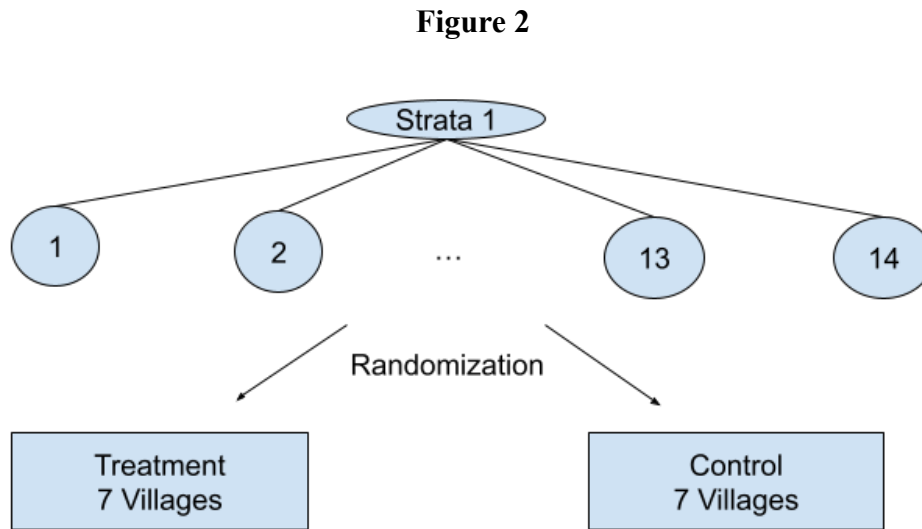 Figure 2
Strata 1
1
2
...
13
14
Randomization
Treatment
7 Villages
Control
7 Villages